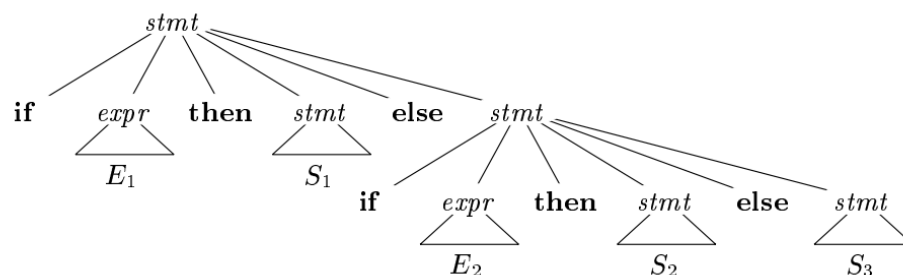 stmt
if expr then stmt else stmt
E₁ S₁
if expr then stmt else stmt
E₂ S₂ S₃